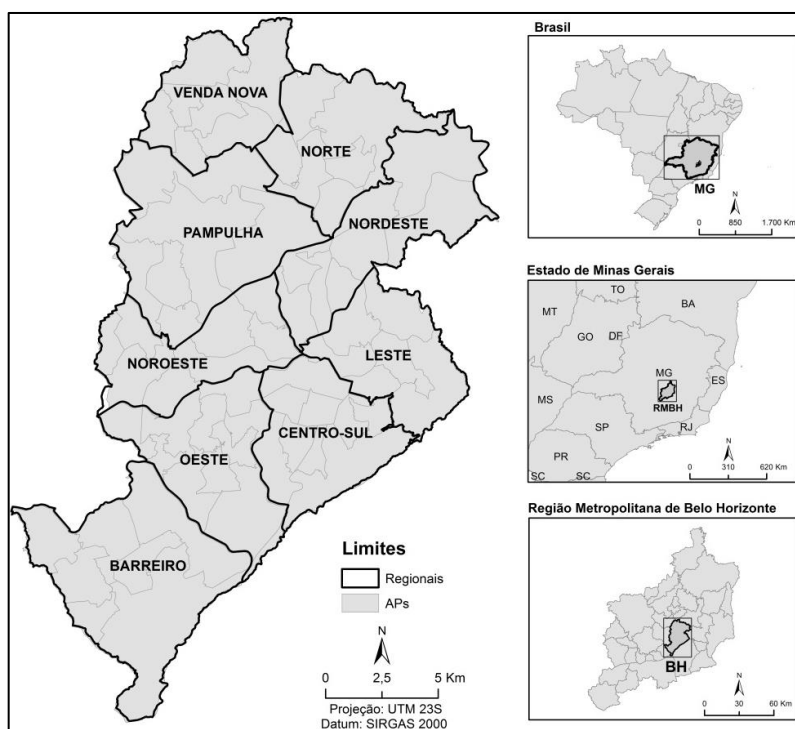 VENDA NOVA
NORTE
NORDESTE
PAMPULHA
NOROESTE
LESTE
CENTRO-SUL
OESTE
BARREIRO
Limites
Regionais
APs
N
0 2,5 5 Km
Projeção: UTM 23S
Datum: SIRGAS 2000
Brasil
MG
N
0 850 1.700 Km
Estado de Minas Gerais
TO
MT
BA
GO
DF
MG
ES
MS
RMBH
SP
RJ
PR
SC
SC
N
0 310 620 Km
Região Metropolitana de Belo Horizonte
BH
N
0 30 60 Km